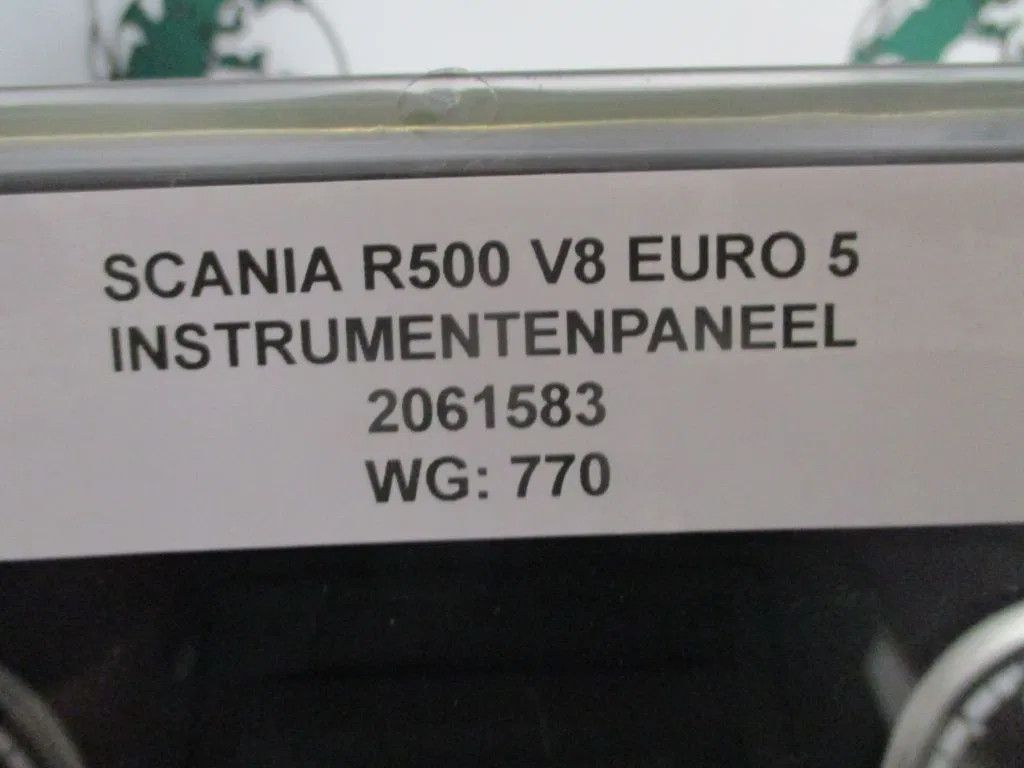 SCANIA R500 V8 EURO 5
INSTRUMENTENPANEEL
2061583
WG: 770